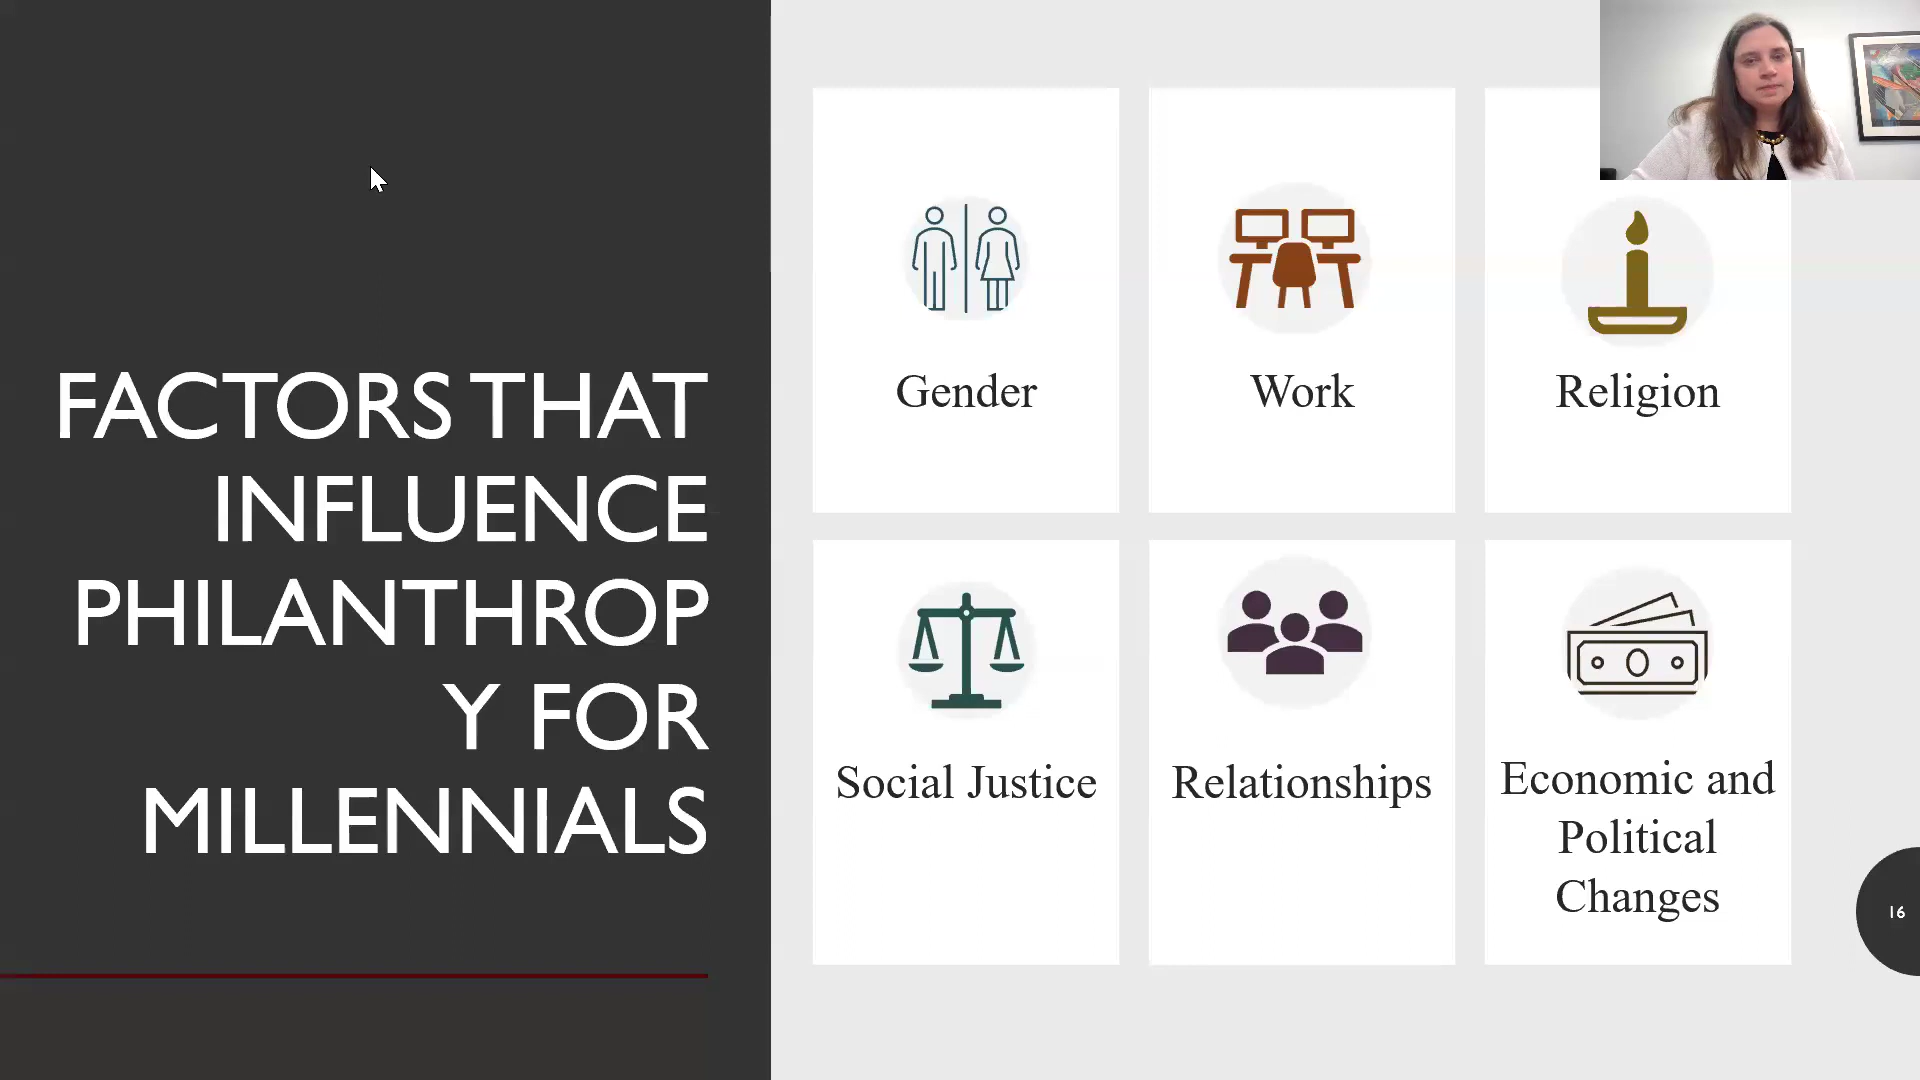 FACTORS THAT
INFLUENCE
PHILANTHROP
Y FOR
MILLENNIALS
Gender
Work
Religion
Social Justice
Relationships
Economic and
Political
Changes
16